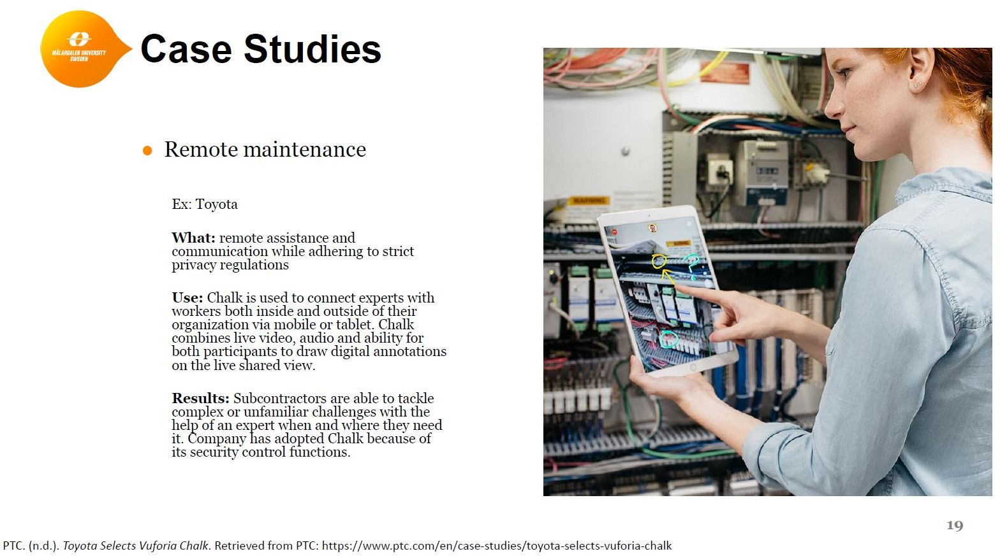 MÄLARDALEN UNIVERSITY
SWEDEN
Case Studies
Remote maintenance
Ex: Toyota
What: remote assistance and
communication while adhering to strict
privacy regulations
Use: Chalk is used to connect experts with
workers both inside and outside of their
organization via mobile or tablet. Chalk
combines live video, audio and ability for
both participants to draw digital annotations
on the live shared view.
Results: Subcontractors are able to tackle
complex or unfamiliar challenges with the
help of an expert when and where they need
it. Company has adopted Chalk because of
its security control functions.
WARNING
WARNING
?
19
PTC. (n.d.). Toyota Selects Vuforia Chalk. Retrieved from PTC: https://www.ptc.com/en/case-studies/toyota-selects-vuforia-chalk